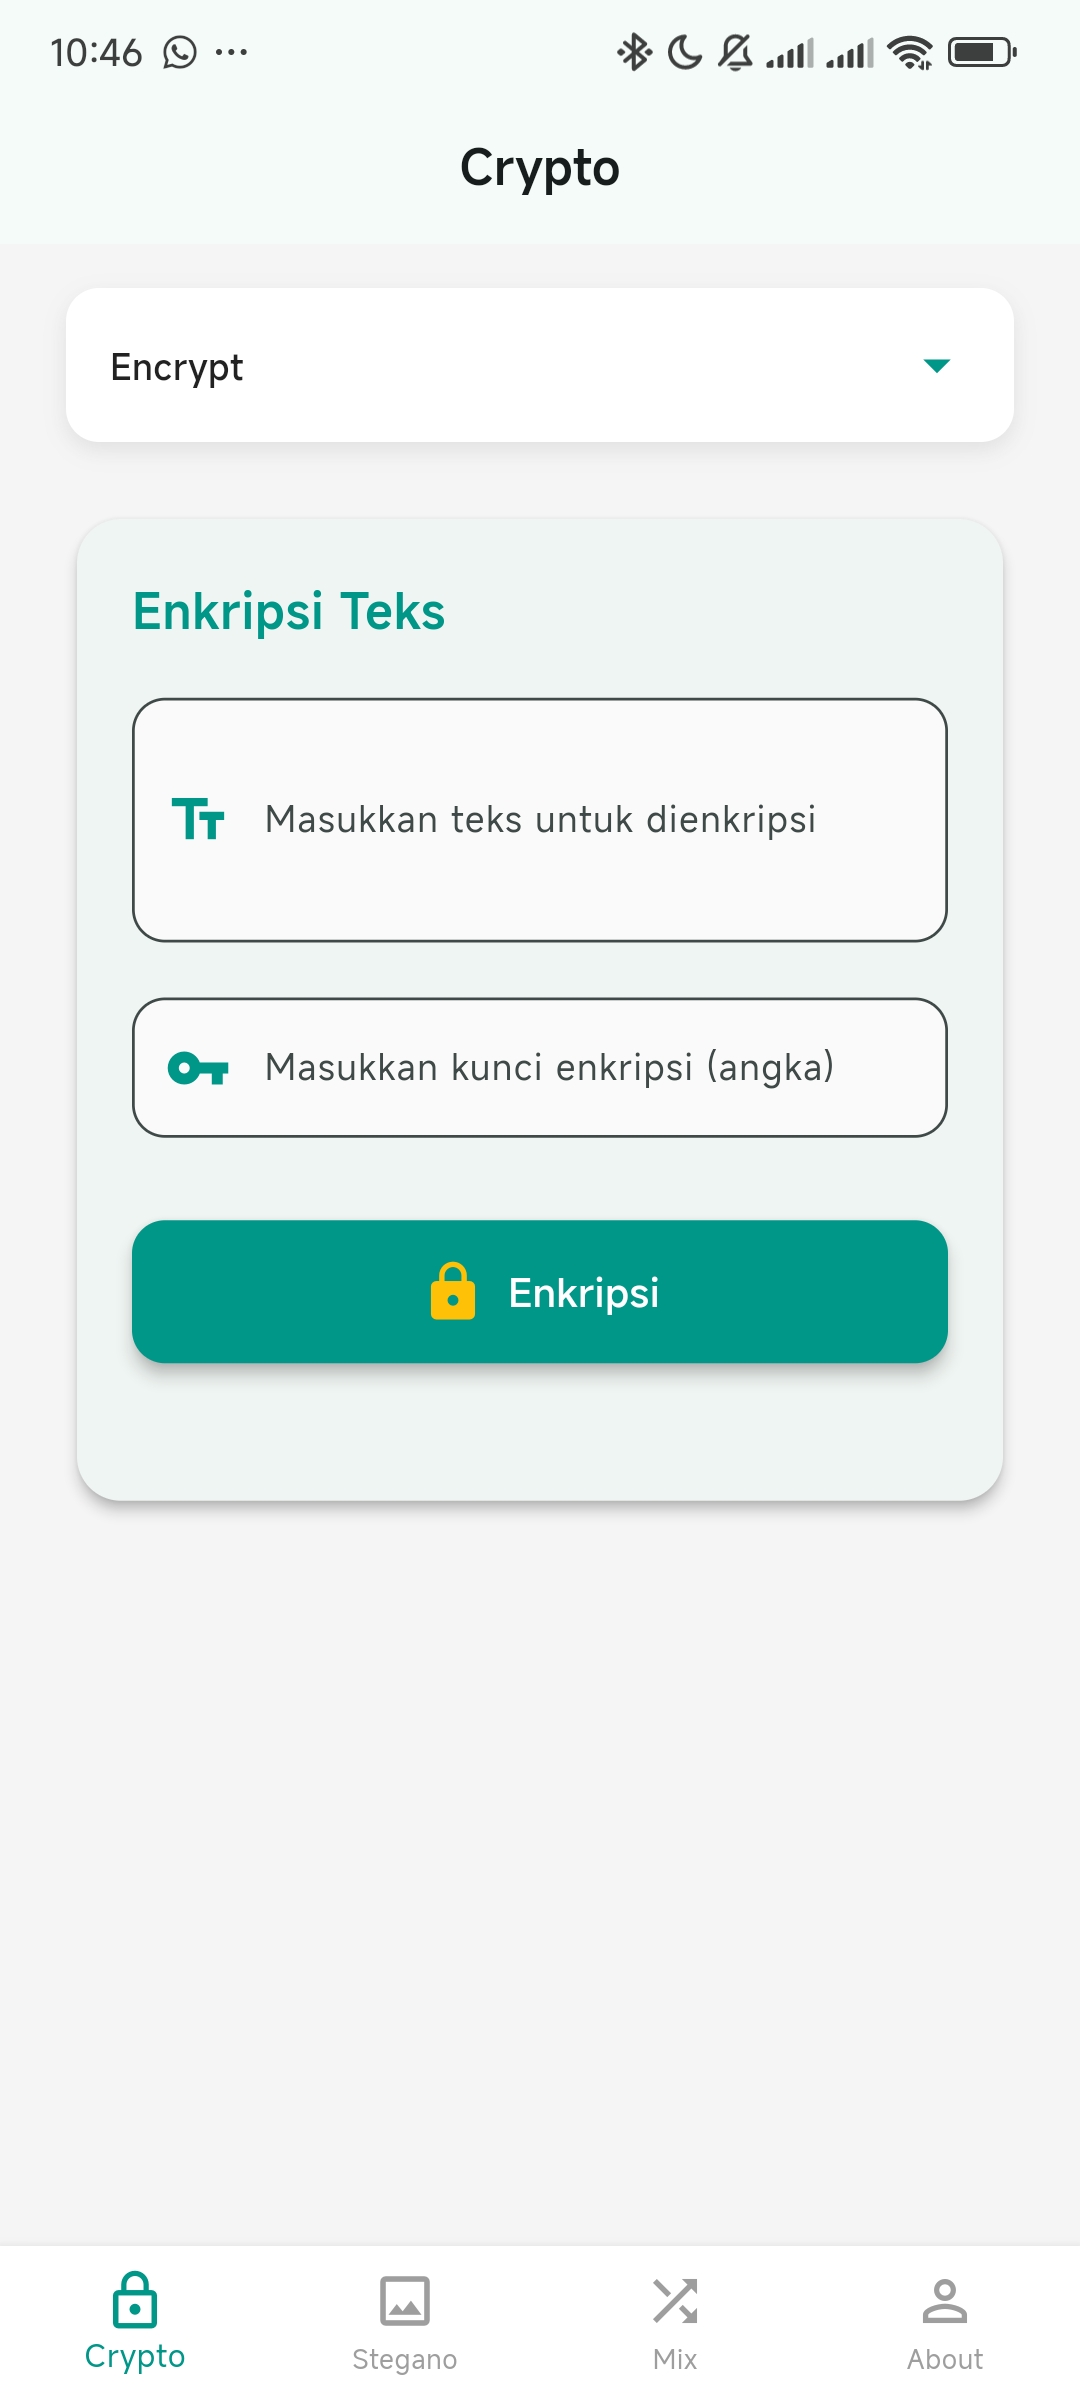 10:46
Crypto
Encrypt
Enkripsi Teks
Masukkan teks untuk dienkripsi
Masukkan kunci enkripsi (angka)
Enkripsi
Crypto
Stegano
Mix
About